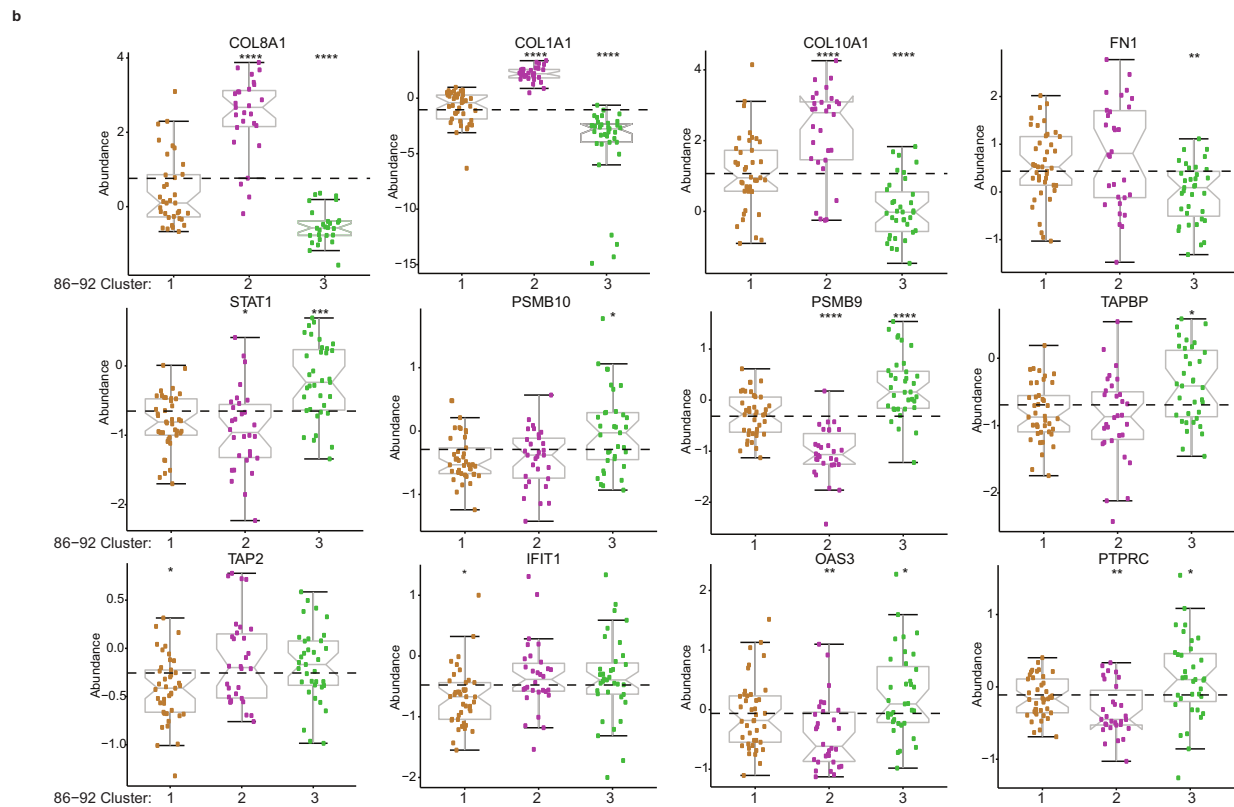 b
COL8A1 COL1A1 COL10A1 FN1
**** **** **** **** **** **** **
Abundance 4 2 0
Abundance 0 −5 −10 −15
Abundance 4 2 0
Abundance 2 1 0 −1
86−92 Cluster: 1 2 3 1 2 3 1 2 3 1 2 3
STAT1 PSMB10 PSMB9 TAPBP
* *** * **** **** *
Abundance 0 −1 −2
Abundance 1 0 −1
Abundance 1 0 −1 −2
Abundance 0 −1 −2
86−92 Cluster: 1 2 3 1 2 3 1 2 3 1 2 3
TAP2 IFIT1 OAS3 PTPRC
* * ** * ** *
Abundance 0.5 0.0 −0.5 −1.0
Abundance 1 0 −1 −2
Abundance 2 1 0 −1
Abundance 1 0 −1
86−92 Cluster: 1 2 3 1 2 3 1 2 3 1 2 3